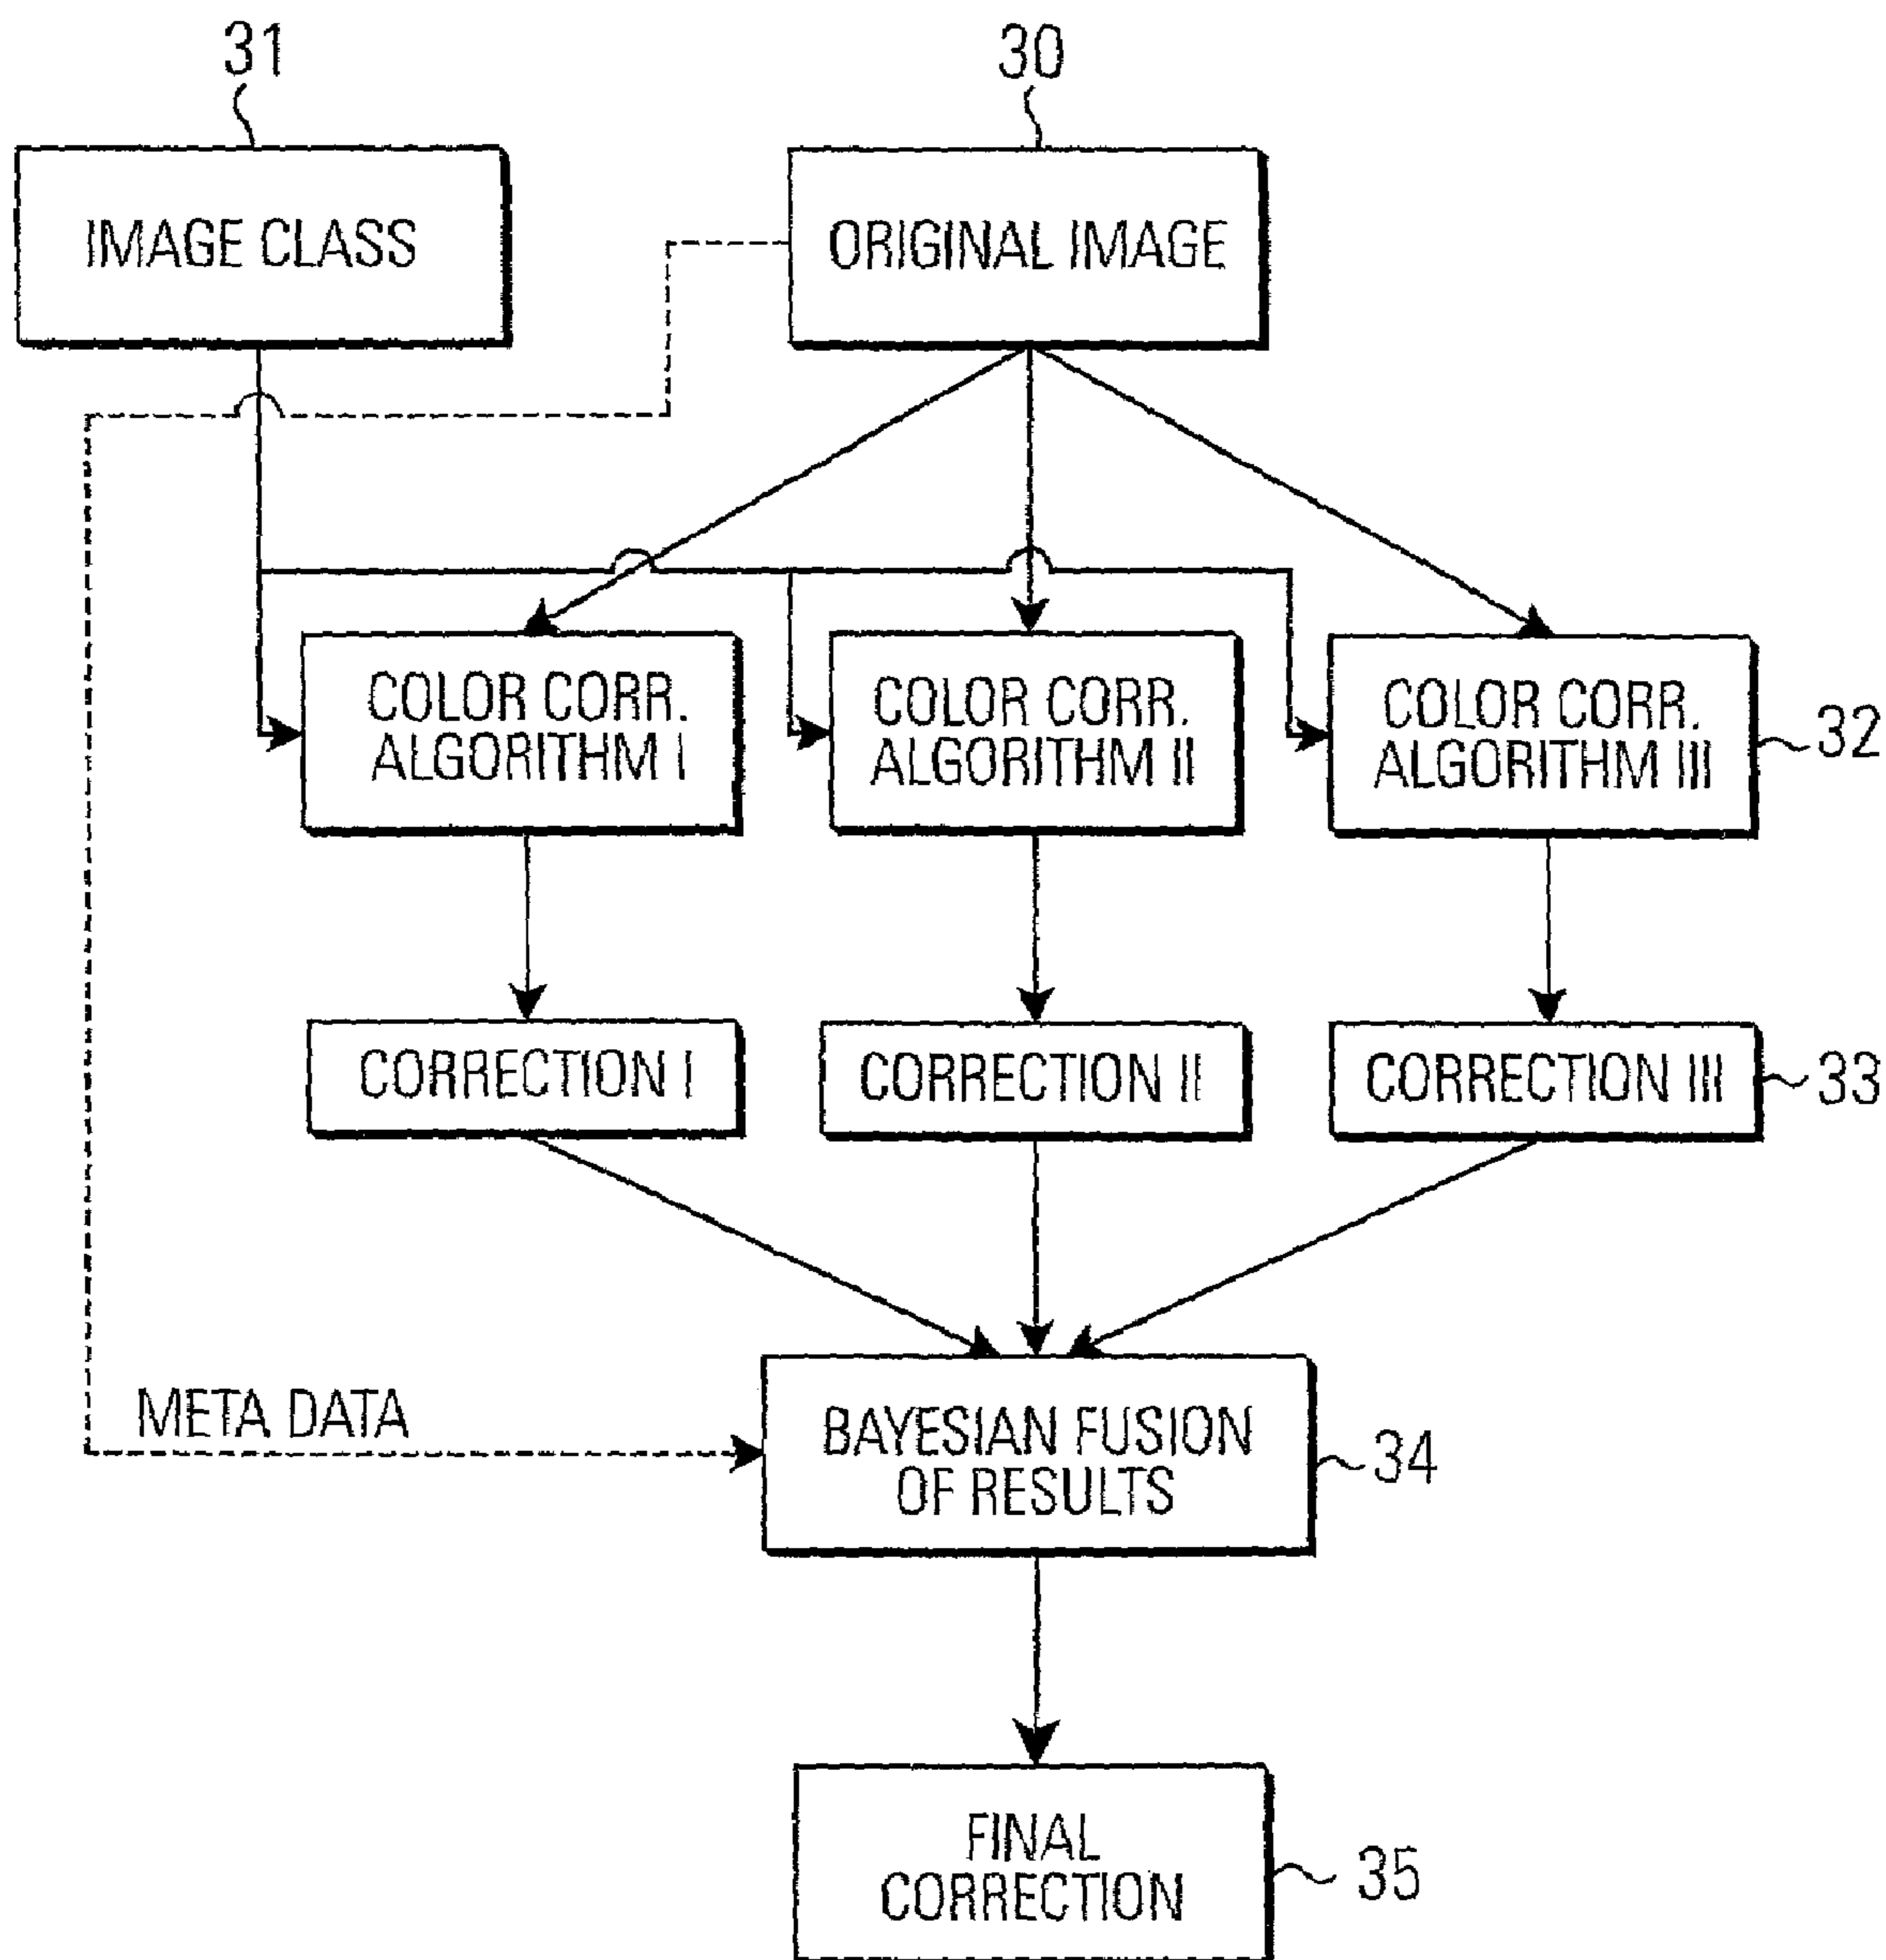 31
30
IMAGE CLASS
ORIGINAL IMAGE
COLOR CORR.
ALGORITHM I
COLOR CORR.
ALGORITHM II
COLOR CORR.
ALGORITHM III
32
CORRECTION I
CORRECTION II
CORRECTION III
33
META DATA
BAYESIAN FUSION
OF RESULTS
34
FINAL
CORRECTION
35